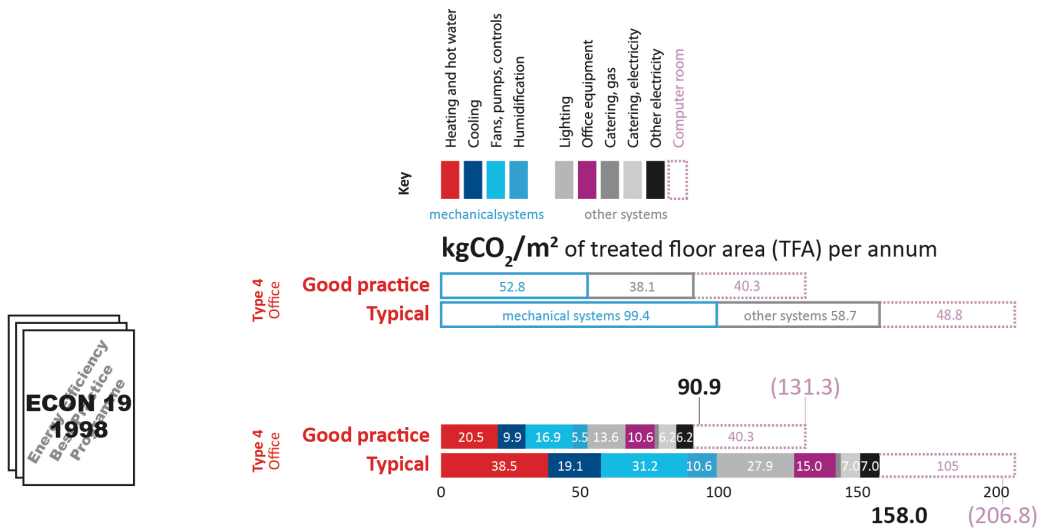 Heating and hot water
Cooling
Fans, pumps, controls
Humidification
Lighting
Office equipment
Catering, gas
Catering, electricity
Other electricity
Computer room
Key
mechanicalsystems
other systems
kgCO₂/m² of treated floor area (TFA) per annum
Type 4
Office
Good practice
52.8
38.1
40.3
Typical
mechanical systems 99.4
other systems 58.7
48.8
Energy Efficiency
Best Practice
Programme
ECON 19
1998
90.9
(131.3)
Type 4
Office
Good practice
20.5
9.9
16.9
5.5
13.6
10.6
6.2
6.2
40.3
Typical
38.5
19.1
31.2
10.6
27.9
15.0
7.0
7.0
105
0
50
100
150
200
158.0
(206.8)